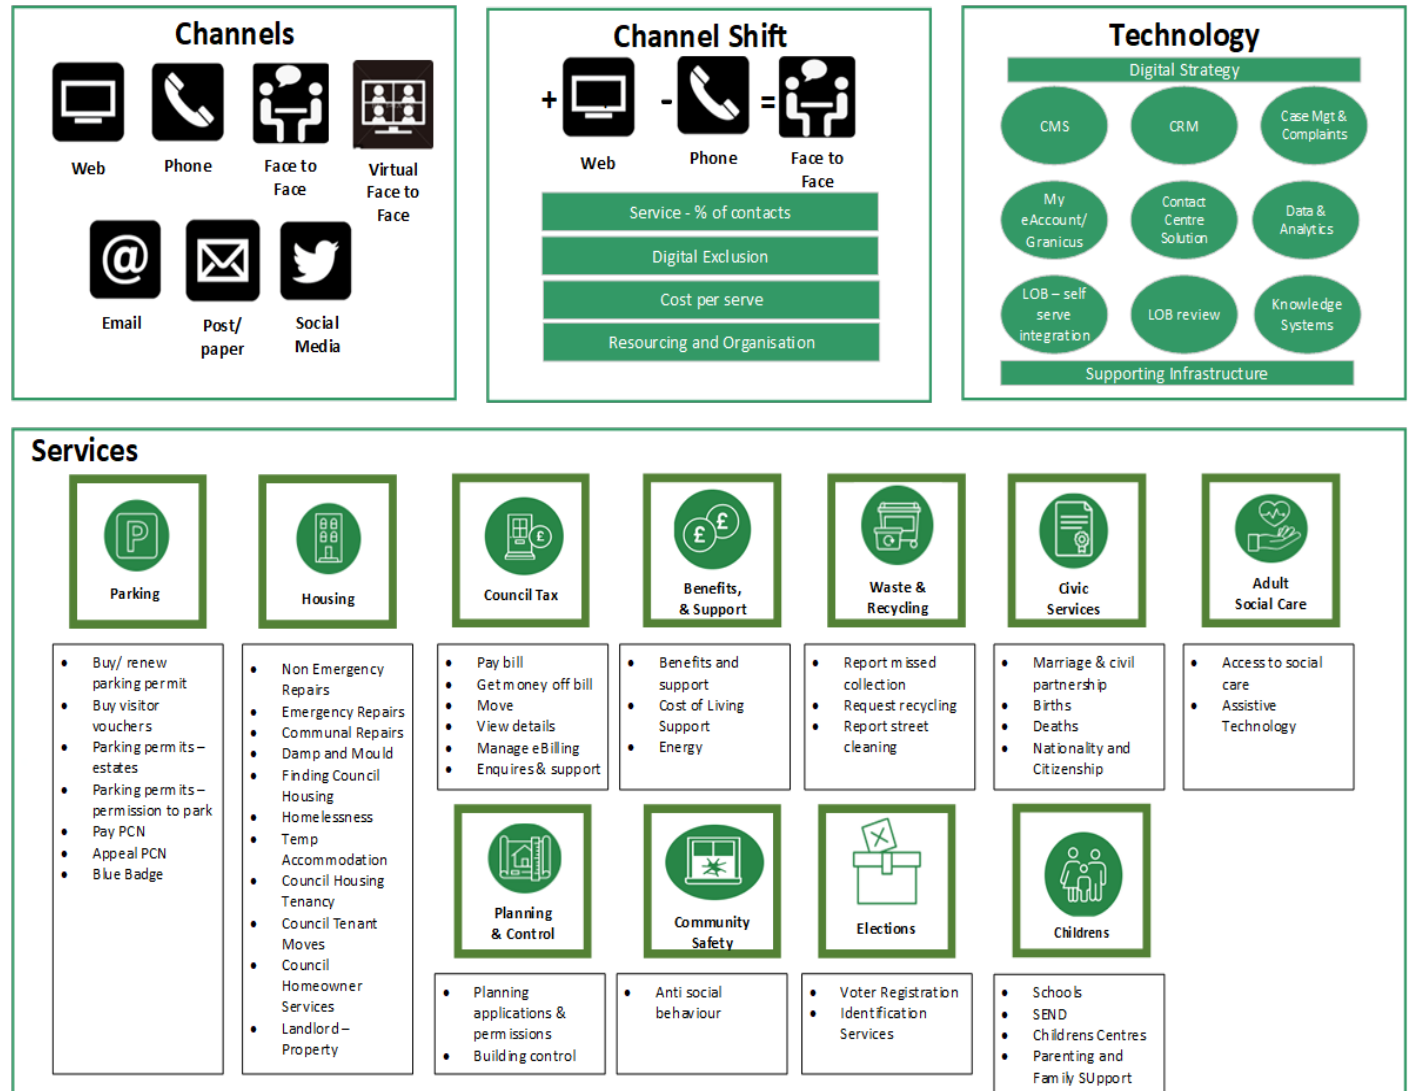 Channels
Web
Phone
Face to
Face
Virtual
Face to
Face
@
Email
Post/
paper
Social
Media
Channel Shift
+
-
=
Web
Phone
Face to
Face
Service - % of contacts
Digital Exclusion
Cost per serve
Resourcing and Organisation
Technology
Digital Strategy
CMS
CRM
Case Mgt &
Complaints
My
eAccount/
Granicus
Contact
Centre
Solution
Data &
Analytics
LOB – self
serve
integration
LOB review
Knowledge
Systems
Supporting Infrastructure
Services
P
Parking
• Buy/ renew
parking permit
• Buy visitor
vouchers
• Parking permits –
estates
• Parking permits –
permission to park
• Pay PCN
• Appeal PCN
• Blue Badge
Housing
• Non Emergency
Repairs
• Emergency Repairs
• Communal Repairs
• Damp and Mould
• Finding Council
Housing
• Homelessness
• Temp
Accommodation
• Council Housing
Tenancy
• Council Tenant
Moves
• Council
Homeowner
Services
• Landlord –
Property
£
Council Tax
• Pay bill
• Get money off bill
• Move
• View details
• Manage eBilling
• Enquires & support
£ £
Benefits,
& Support
• Benefits and
support
• Cost of Living
Support
• Energy
Waste &
Recycling
• Report missed
collection
• Request recycling
• Report street
cleaning
Civic
Services
• Marriage & civil
partnership
• Births
• Deaths
• Nationality and
Citizenship
Adult
Social Care
• Access to social
care
• Assistive
Technology
Planning
& Control
• Planning
applications &
permissions
• Building control
Community
Safety
• Anti social
behaviour
Elections
• Voter Registration
• Identification
Services
Childrens
• Schools
• SEND
• Childrens Centres
• Parenting and
Family SUpport